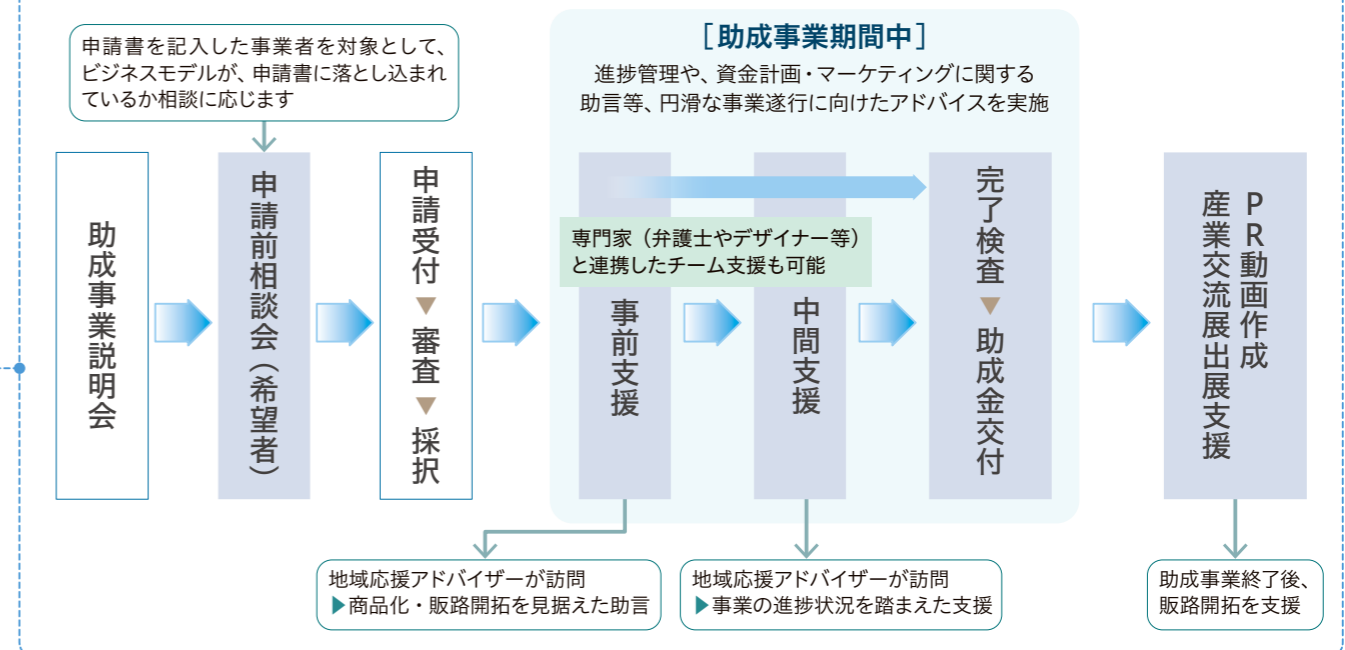 申請書を記入した事業者を対象として、
ビジネスモデルが、申請書に落とし込まれ
ているか相談に応じます
［助成事業期間中］
進捗管理や、資金計画・マーケティングに関する
助言等、円滑な事業遂行に向けたアドバイスを実施
助成事業説明会
申請前相談会（希望者）
申請受付▼審査▼採択
専門家（弁護士やデザイナー等）
と連携したチーム支援も可能
事前支援
中間支援
完了検査▼助成金交付
PR動画作成
産業交流展出展支援
地域応援アドバイザーが訪問
▶商品化・販路開拓を見据えた助言
地域応援アドバイザーが訪問
▶事業の進捗状況を踏まえた支援
助成事業終了後、
販路開拓を支援